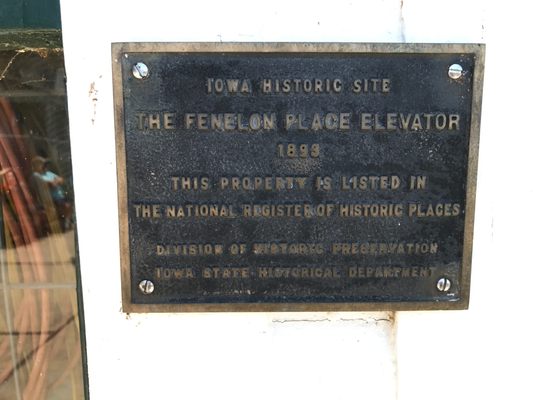 IOWA HISTORIC SITE
THE FENELON PLACE ELEVATOR
1893
THIS PROPERTY IS LISTED IN
THE NATIONAL REGISTER OF HISTORIC PLACES
DIVISION OF HISTORIC PRESERVATION
IOWA STATE HISTORICAL DEPARTMENT